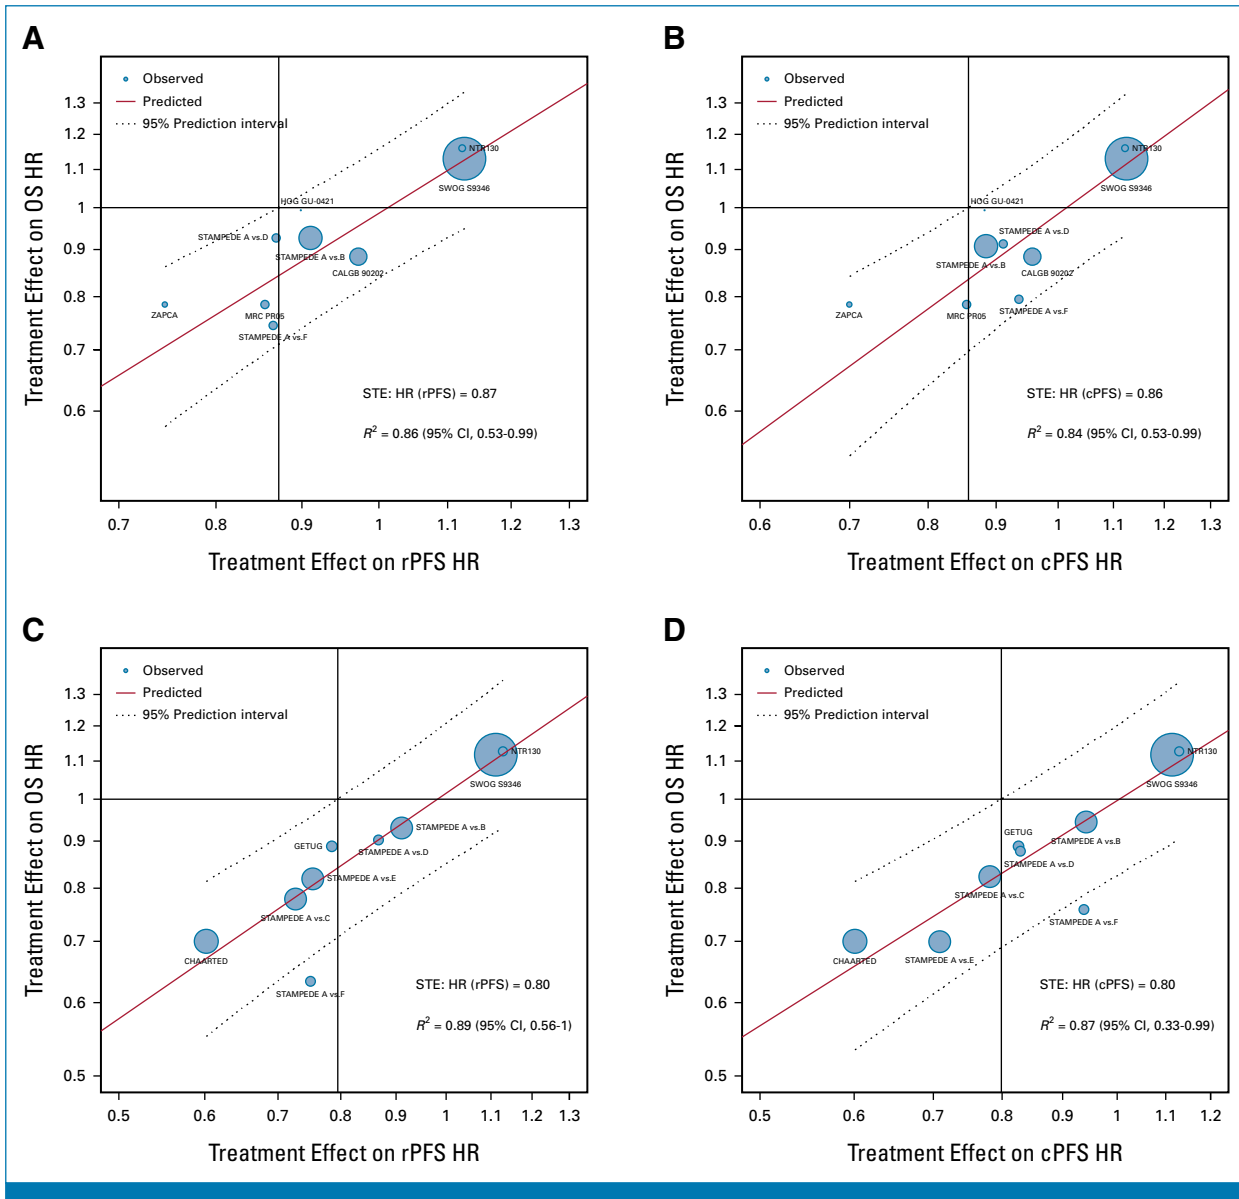 A
Observed
Predicted
95% Prediction interval
1.3
1.2
1.1
1
0.9
0.8
0.7
0.6
Treatment Effect on OS HR
NTR130
SWOG S9346
HOG GU-0421
STAMPEDE A vs.D
STAMPEDE A vs.B
CALGB 90202
ZAPCA
MRC PR05
STAMPEDE A vs.F
STE: HR (rPFS) = 0.87
R² = 0.86 (95% CI, 0.53-0.99)
0.7 0.8 0.9 1 1.1 1.2 1.3
Treatment Effect on rPFS HR
B
Observed
Predicted
95% Prediction interval
1.3
1.2
1.1
1
0.9
0.8
0.7
0.6
Treatment Effect on OS HR
NTR130
SWOG S9346
HOG GU-0421
STAMPEDE A vs.D
STAMPEDE A vs.B
CALGB 90202
ZAPCA
MRC PR05
STAMPEDE A vs.F
STE: HR (cPFS) = 0.86
R² = 0.84 (95% CI, 0.53-0.99)
0.6 0.7 0.8 0.9 1 1.1 1.2 1.3
Treatment Effect on cPFS HR
C
Observed
Predicted
95% Prediction interval
1.3
1.2
1.1
1
0.9
0.8
0.7
0.6
0.5
Treatment Effect on OS HR
NTR130
SWOG S9346
STAMPEDE A vs.B
GETUG
STAMPEDE A vs.D
STAMPEDE A vs.E
STAMPEDE A vs.C
CHAARTED
STAMPEDE A vs.F
STE: HR (rPFS) = 0.80
R² = 0.89 (95% CI, 0.56-1)
0.5 0.6 0.7 0.8 0.9 1 1.1 1.2 1.3
Treatment Effect on rPFS HR
D
Observed
Predicted
95% Prediction interval
1.3
1.2
1.1
1
0.9
0.8
0.7
0.6
0.5
Treatment Effect on OS HR
NTR130
SWOG S9346
GETUG
STAMPEDE A vs.B
STAMPEDE A vs.D
STAMPEDE A vs.C
STAMPEDE A vs.F
CHAARTED
STAMPEDE A vs.E
STE: HR (cPFS) = 0.80
R² = 0.87 (95% CI, 0.33-0.99)
0.5 0.6 0.7 0.8 0.9 1 1.1 1.2
Treatment Effect on cPFS HR